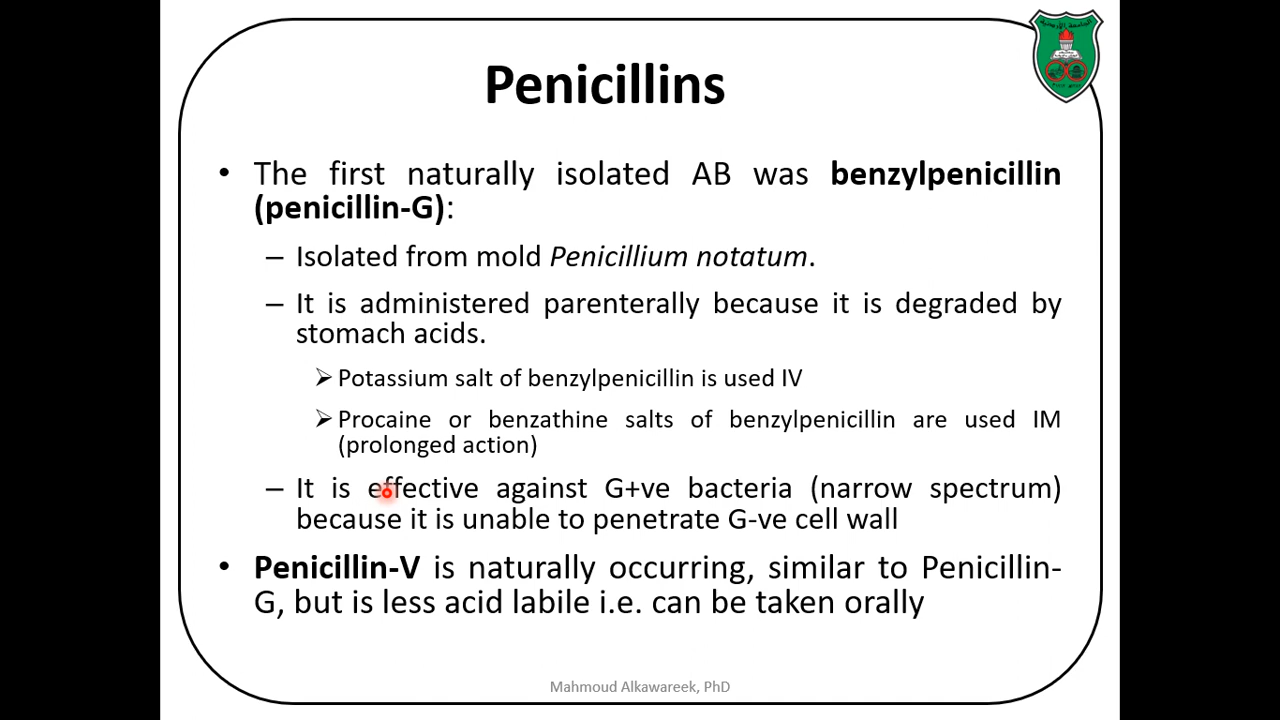 Penicillins
• The first naturally isolated AB was benzylpenicillin
(penicillin-G):
– Isolated from mold Penicillium notatum.
– It is administered parenterally because it is degraded by
stomach acids.
➢ Potassium salt of benzylpenicillin is used IV
➢ Procaine or benzathine salts of benzylpenicillin are used IM
(prolonged action)
– It is effective against G+ve bacteria (narrow spectrum)
because it is unable to penetrate G-ve cell wall
• Penicillin-V is naturally occurring, similar to Penicillin-
G, but is less acid labile i.e. can be taken orally
Mahmoud Alkawareek, PhD